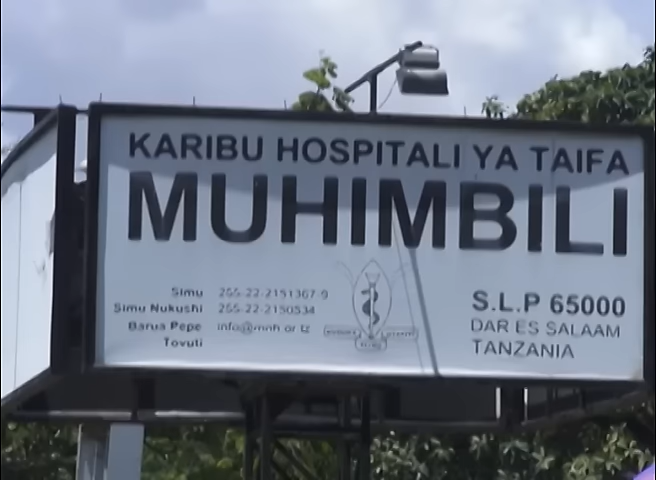 KARIBU HOSPITALI YA TAIFA
MUHIMBILI
Simu 255-22-2151367-9
Simu Nukushi 255-22-2150534
Barua Pepe info@mnh.or.tz
Tovuti
S.L.P 65000
DAR ES SALAAM
TANZANIA